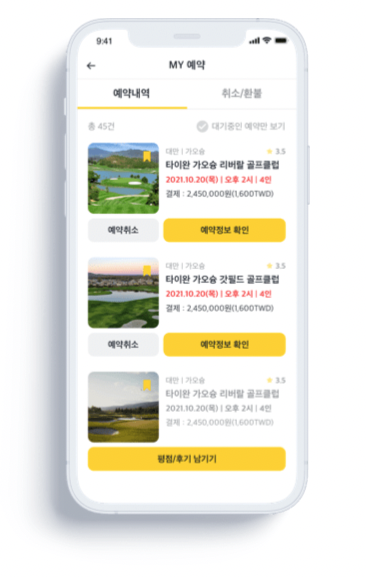 9:41
MY 예약
예약내역 취소/환불
총 45건 대기중인 예약만 보기
대만 | 가오슝 3.5
타이완 가오슝 리버랄 골프클럽
2021.10.20(목) | 오후 2시 | 4인
결제 : 2,450,000원(1,600TWD)
예약취소 예약정보 확인
대만 | 가오슝 3.5
타이완 가오슝 갓필드 골프클럽
2021.10.20(목) | 오후 2시 | 4인
결제 : 2,450,000원(1,600TWD)
예약취소 예약정보 확인
대만 | 가오슝 3.5
타이완 가오슝 리버랄 골프클럽
2021.10.20(목) | 오후 2시 | 4인
결제 : 2,450,000원(1,600TWD)
평점/후기 남기기